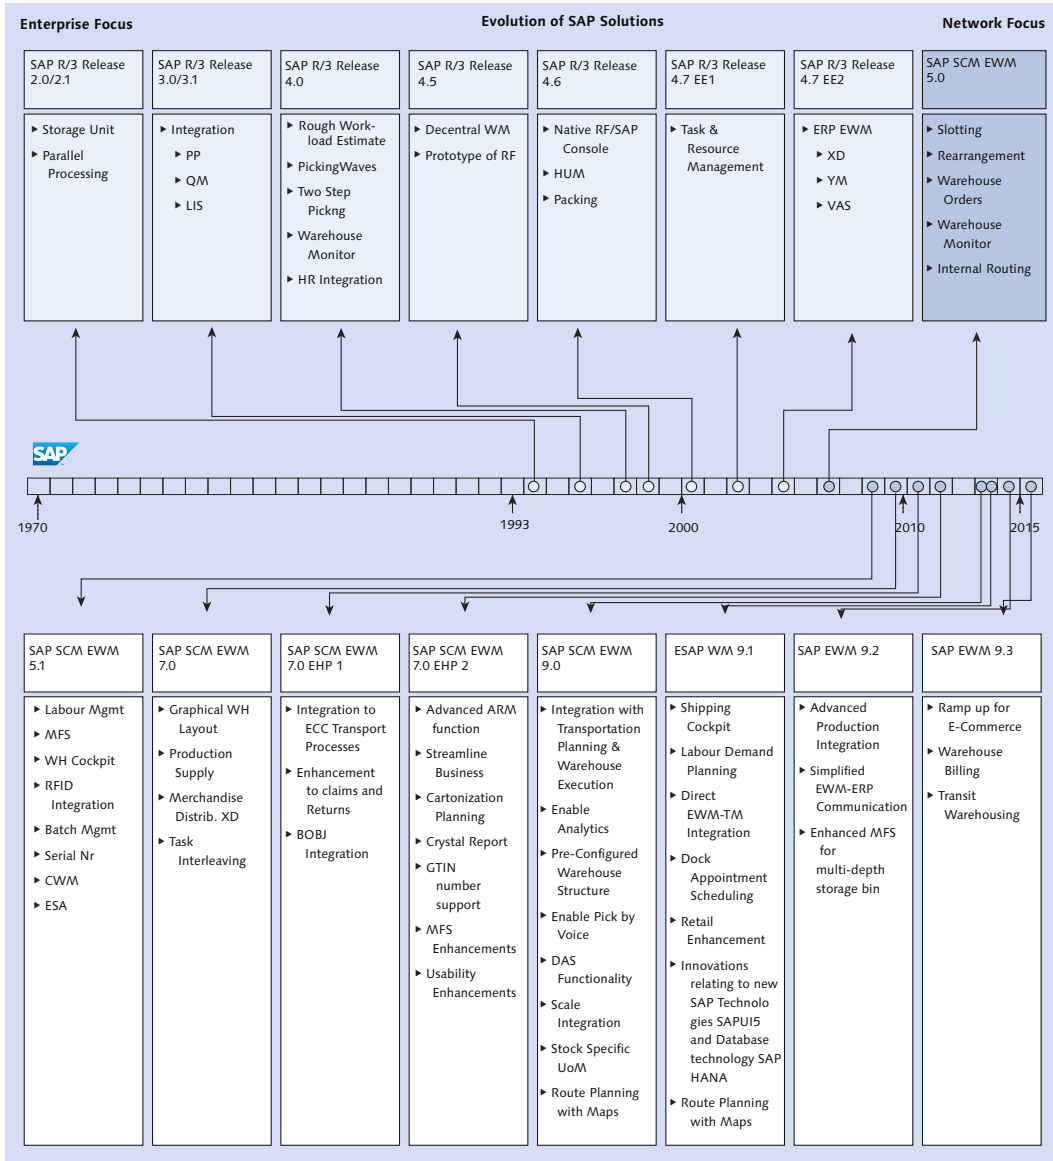 Enterprise Focus
Evolution of SAP Solutions
Network Focus
SAP R/3 Release
2.0/2.1
▸ Storage Unit
▸ Parallel
Processing
SAP R/3 Release
3.0/3.1
▸ Integration
▸ PP
▸ QM
▸ LIS
SAP R/3 Release
4.0
▸ Rough Work-
load Estimate
▸ PickingWaves
▸ Two Step
Pickng
▸ Warehouse
Monitor
▸ HR Integration
SAP R/3 Release
4.5
▸ Decentral WM
▸ Prototype of RF
SAP R/3 Release
4.6
▸ Native RF/SAP
Console
▸ HUM
▸ Packing
SAP R/3 Release
4.7 EE1
▸ Task &
Resource
Management
SAP R/3 Release
4.7 EE2
▸ ERP EWM
▸ XD
▸ YM
▸ VAS
SAP SCM EWM
5.0
▸ Slotting
▸ Rearrangement
▸ Warehouse
Orders
▸ Warehouse
Monitor
▸ Internal Routing
SAP
1970
1993
2000
2010
2015
SAP SCM EWM
5.1
▸ Labour Mgmt
▸ MFS
▸ WH Cockpit
▸ RFID
Integration
▸ Batch Mgmt
▸ Serial Nr
▸ CWM
▸ ESA
SAP SCM EWM
7.0
▸ Graphical WH
Layout
▸ Production
Supply
▸ Merchandise
Distrib. XD
▸ Task
Interleaving
SAP SCM EWM
7.0 EHP 1
▸ Integration to
ECC Transport
Processes
▸ Enhancement
to claims and
Returns
▸ BOBJ
Integration
SAP SCM EWM
7.0 EHP 2
▸ Advanced ARM
function
▸ Streamline
Business
▸ Cartonization
Planning
▸ Crystal Report
▸ GTIN
number
support
▸ MFS
Enhancements
▸ Usability
Enhancements
SAP SCM EWM
9.0
▸ Integration with
Transportation
Planning &
Warehouse
Execution
▸ Enable
Analytics
▸ Pre-Configured
Warehouse
Structure
▸ Enable Pick by
Voice
▸ DAS
Functionality
▸ Scale
Integration
▸ Stock Specific
UoM
▸ Route Planning
with Maps
ESAP WM 9.1
▸ Shipping
Cockpit
▸ Labour Demand
Planning
▸ Direct
EWM-TM
Integration
▸ Dock
Appointment
Scheduling
▸ Retail
Enhancement
▸ Innovations
relating to new
SAP Technolo
gies SAPUI5
and Database
technology SAP
HANA
▸ Route Planning
with Maps
SAP EWM 9.2
▸ Advanced
Production
Integration
▸ Simplified
EWM-ERP
Communication
▸ Enhanced MFS
for
multi-depth
storage bin
SAP EWM 9.3
▸ Ramp up for
E-Commerce
▸ Warehouse
Billing
▸ Transit
Warehousing